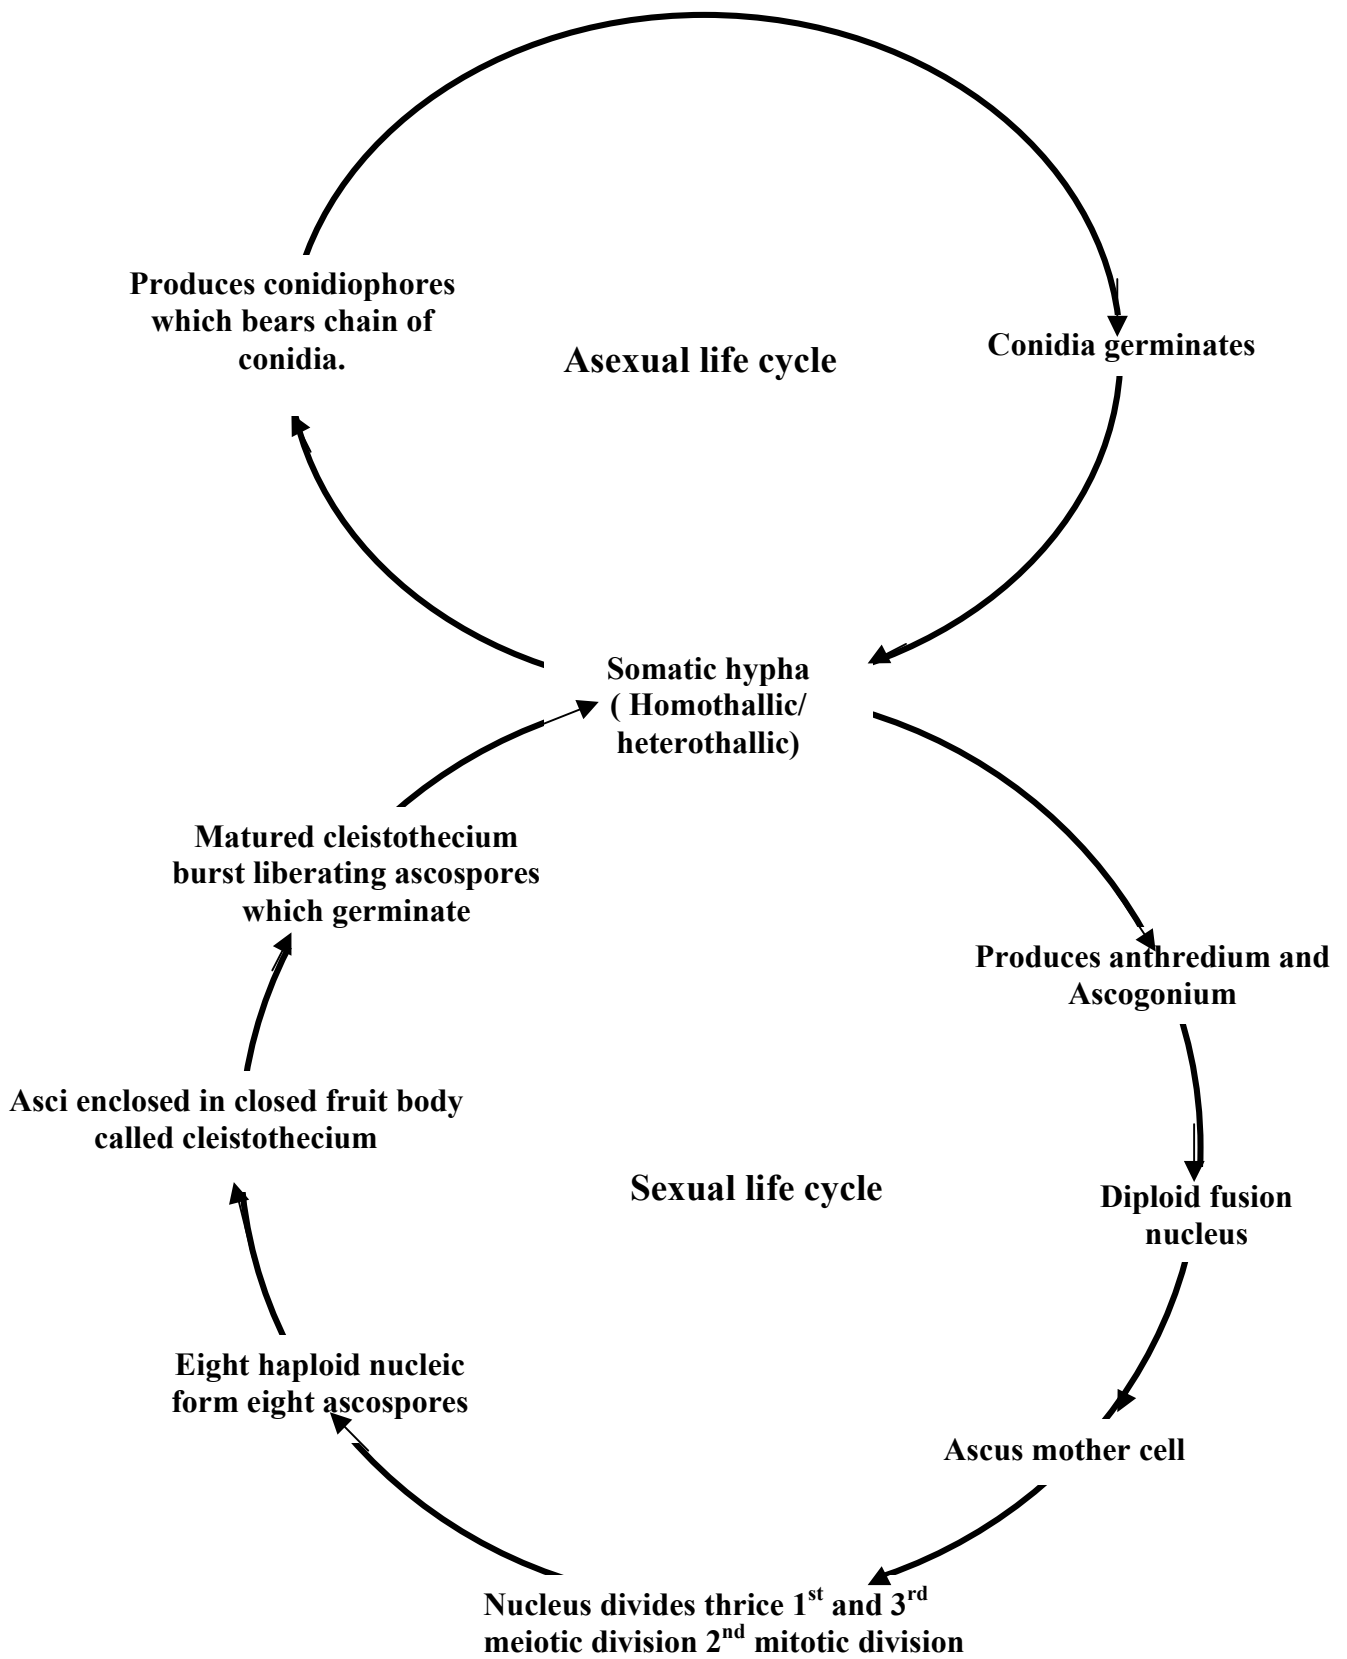 Produces conidiophores
which bears chain of
conidia.
Asexual life cycle
Conidia germinates
Somatic hypha
( Homothallic/
heterothallic)
Matured cleistothecium
burst liberating ascospores
which germinate
Produces anthredium and
Ascogonium
Asci enclosed in closed fruit body
called cleistothecium
Sexual life cycle
Diploid fusion
nucleus
Eight haploid nucleic
form eight ascospores
Ascus mother cell
Nucleus divides thrice 1st and 3rd
meiotic division 2nd mitotic division